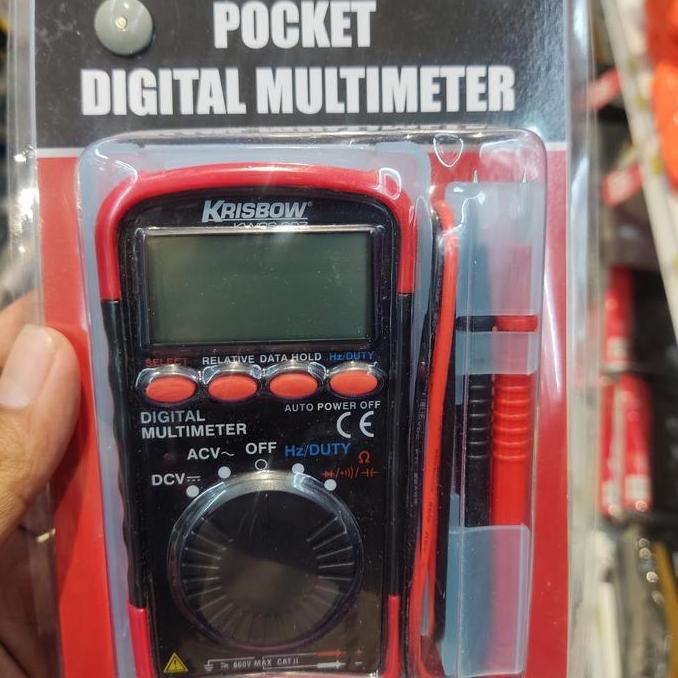 POCKET
DIGITAL MULTIMETER
KRISBOW®
SELECT RELATIVE DATA HOLD Hz/DUTY
AUTO POWER OFF
DIGITAL
MULTIMETER
CE
DCV ACV~ OFF Hz/DUTY Ω
600V MAX CAT II
+
-